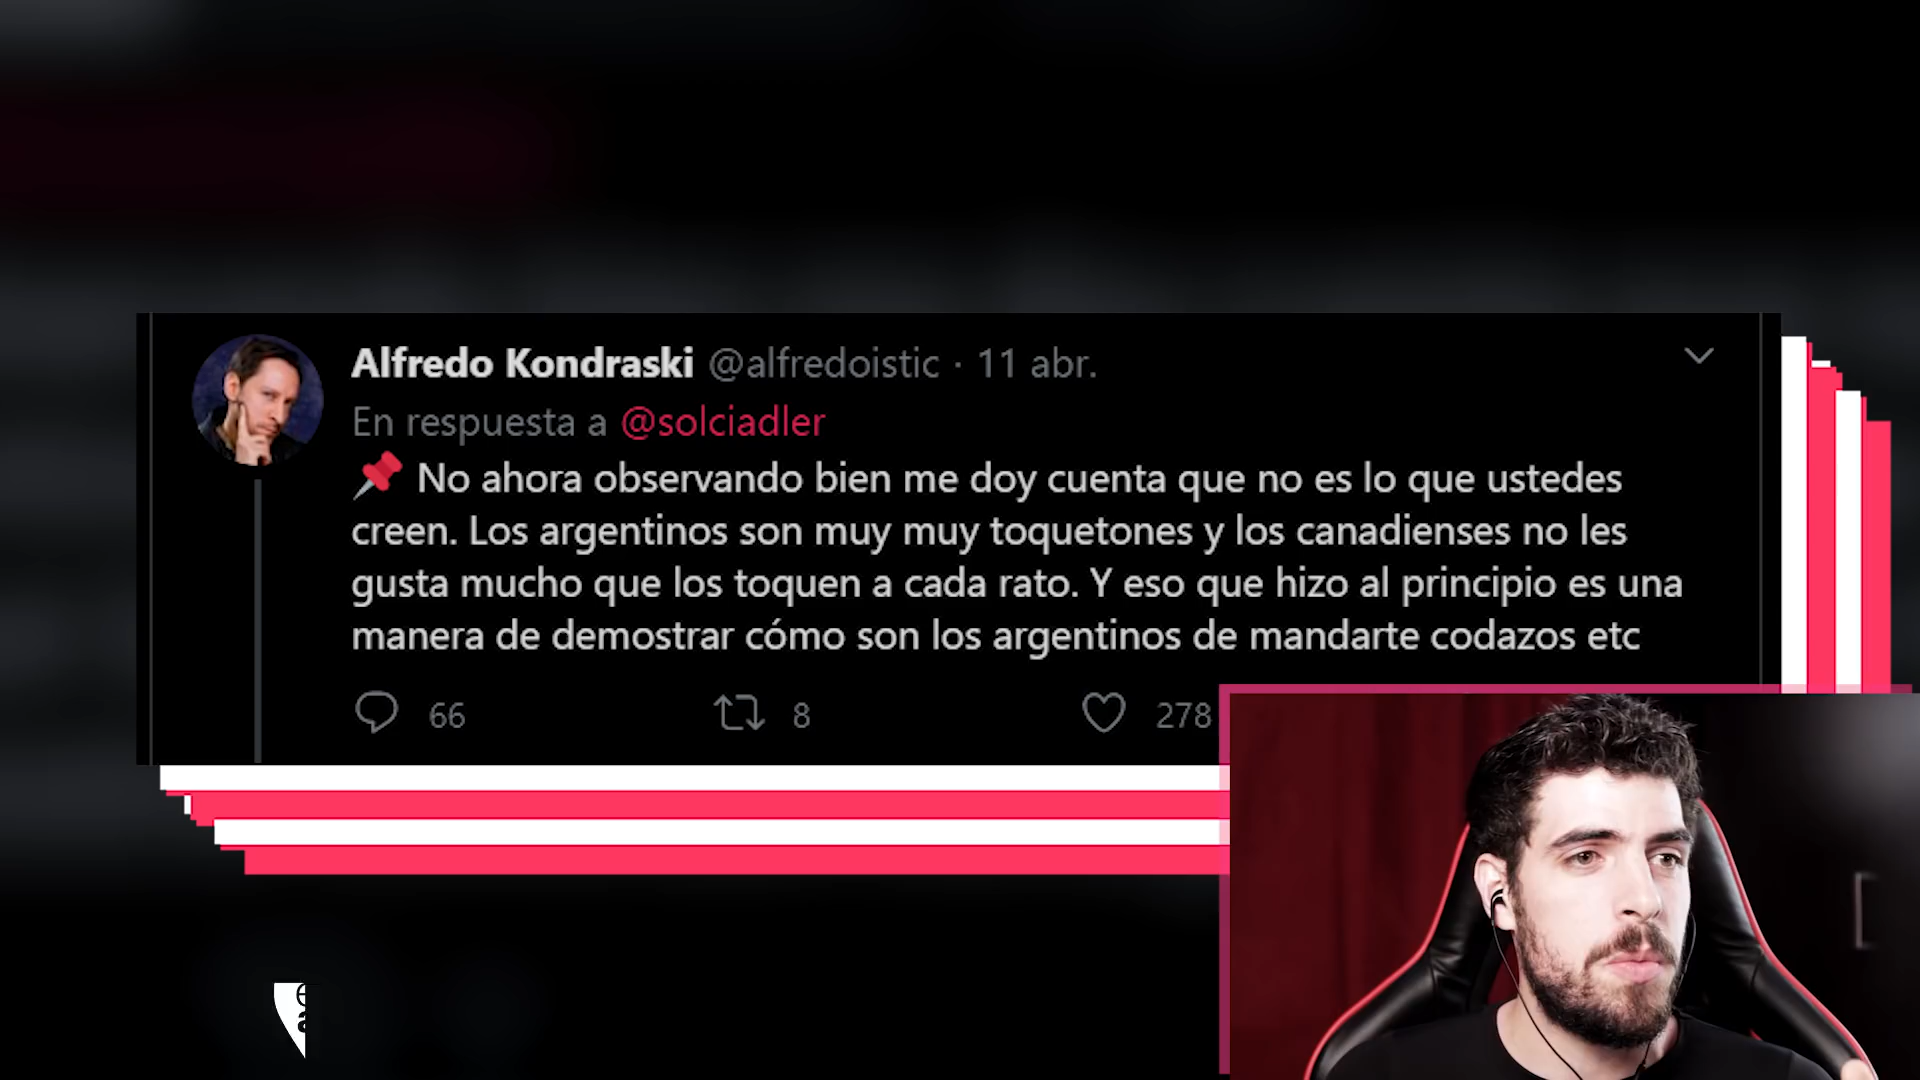 Alfredo Kondraski @alfredoistic · 11 abr.
En respuesta a @solciadler
📌 No ahora observando bien me doy cuenta que no es lo que ustedes
creen. Los argentinos son muy muy toquetones y los canadienses no les
gusta mucho que los toquen a cada rato. Y eso que hizo al principio es una
manera de demostrar cómo son los argentinos de mandarte codazos etc
66 8 278